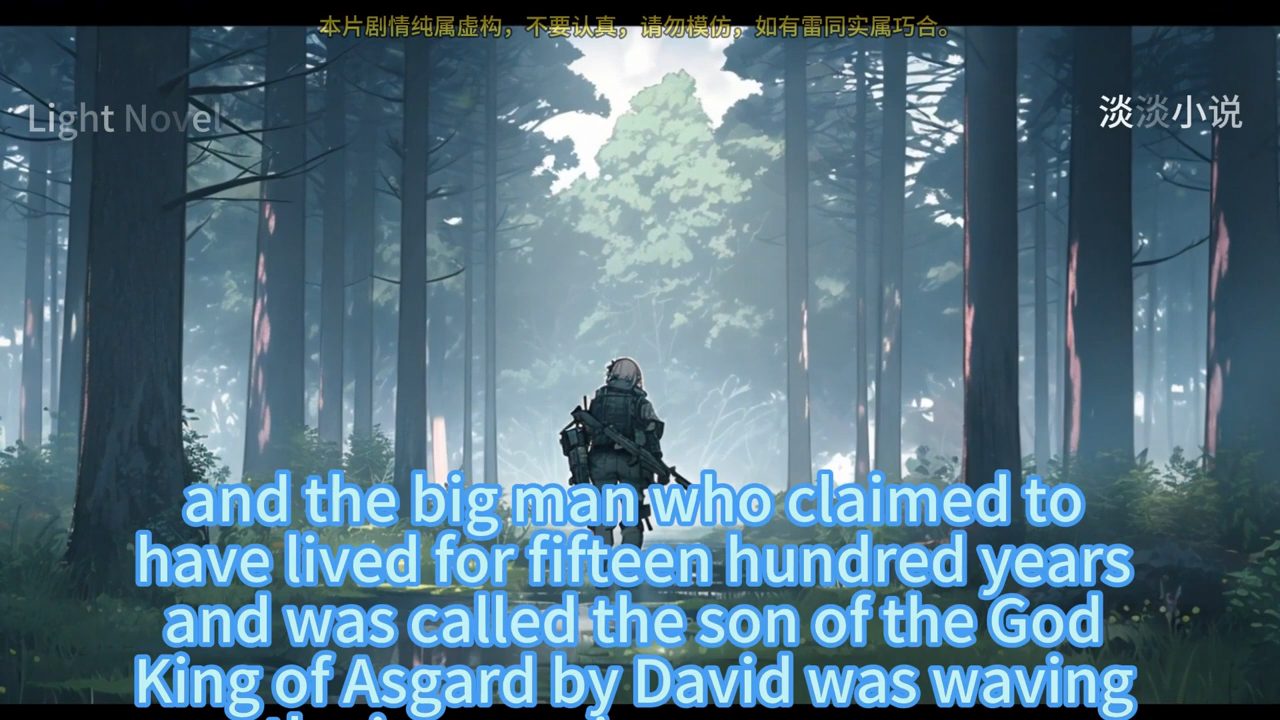 本片剧情纯属虚构，不要认真，请勿模仿，如有雷同实属巧合。
Light Novel
淡淡小说
and the big man who claimed to
have lived for fifteen hundred years
and was called the son of the God
King of Asgard by David was waving